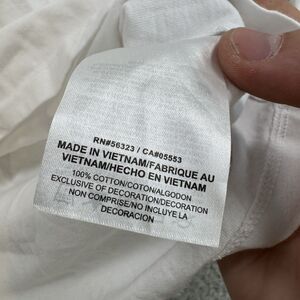 RN#56323 / CA#05553
MADE IN VIETNAM/FABRIQUE AU
VIETNAM/HECHO EN VIETNAM
100% COTTON/COTON/ALGODON
EXCLUSIVE OF DECORATION/DECORATION
NON COMPRISE/NO INCLUYE LA
DECORACION